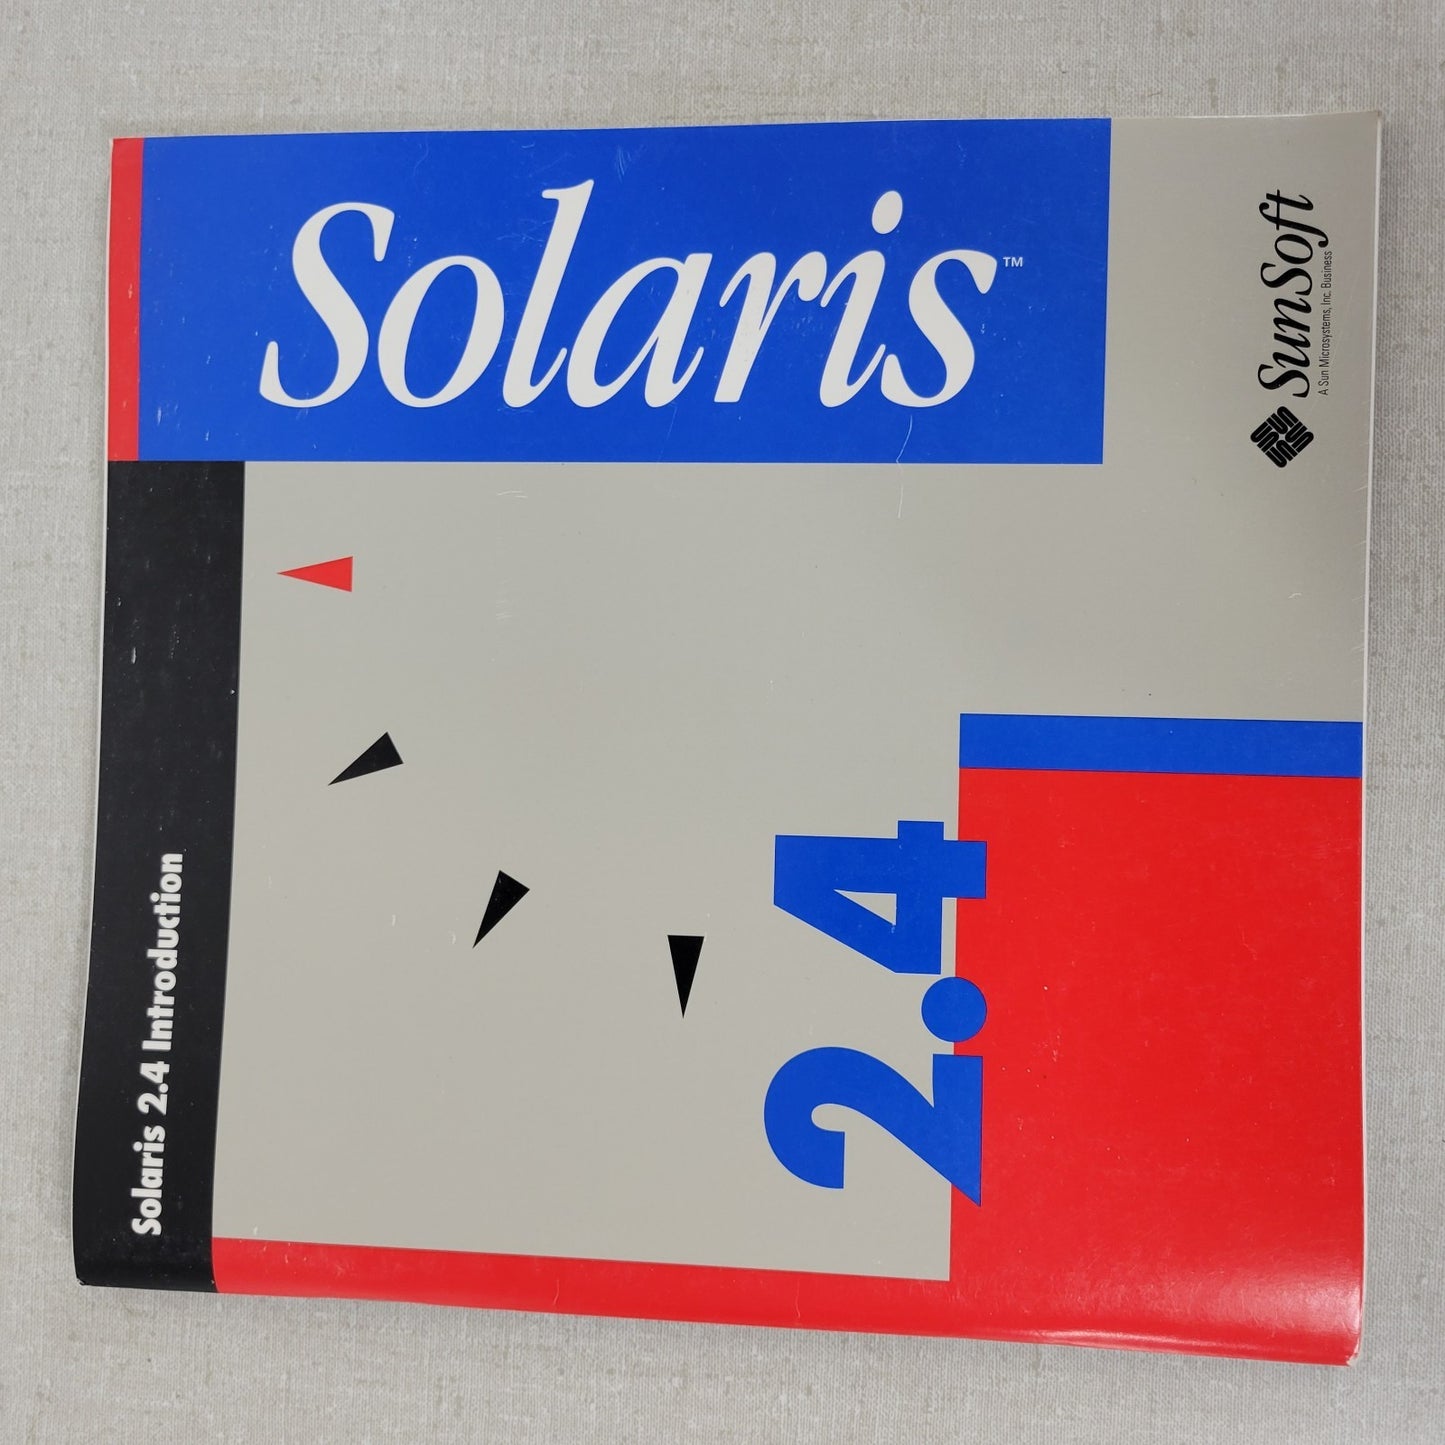 Solaris™
SunSoft
A Sun Microsystems, Inc. Business
2.4
Solaris 2.4 Introduction